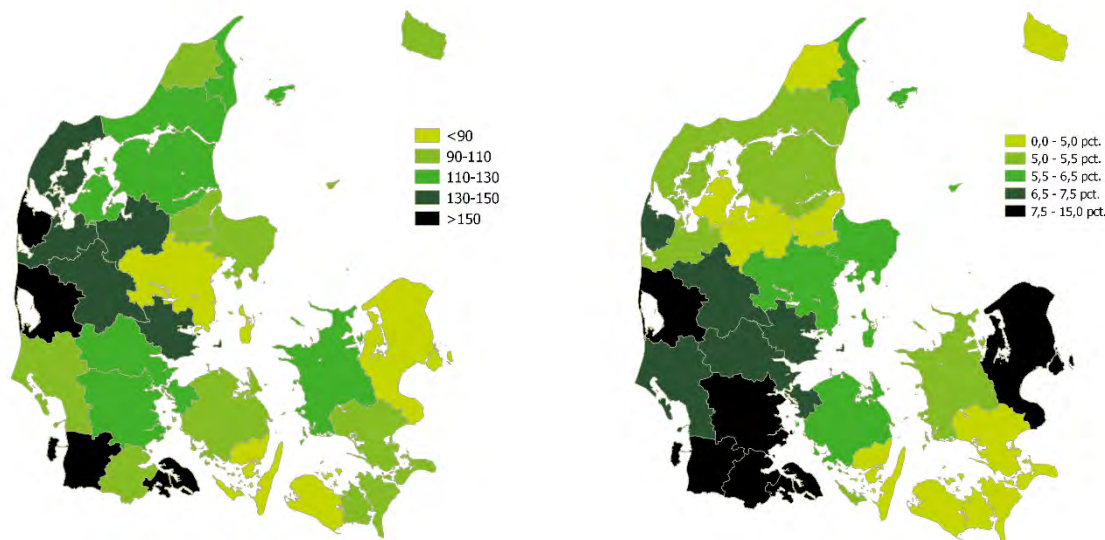 <90
90-110
110-130
130-150
>150
0,0 - 5,0 pct.
5,0 - 5,5 pct.
5,5 - 6,5 pct.
6,5 - 7,5 pct.
7,5 - 15,0 pct.